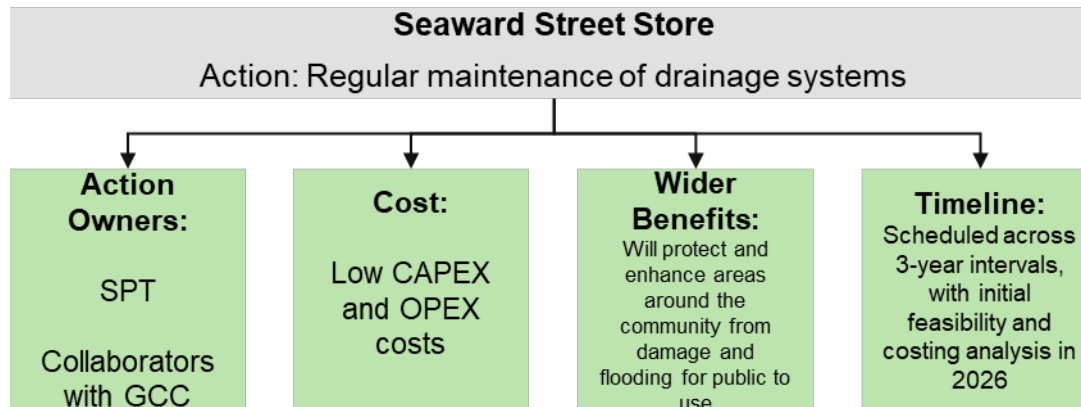 Seaward Street Store
Action: Regular maintenance of drainage systems
Action
Owners:
SPT
Collaborators
with GCC
Cost:
Low CAPEX
and OPEX
costs
Wider
Benefits:
Will protect and
enhance areas
around the
community from
damage and
flooding for public to
use
Timeline:
Scheduled across
3-year intervals,
with initial
feasibility and
costing analysis in
2026